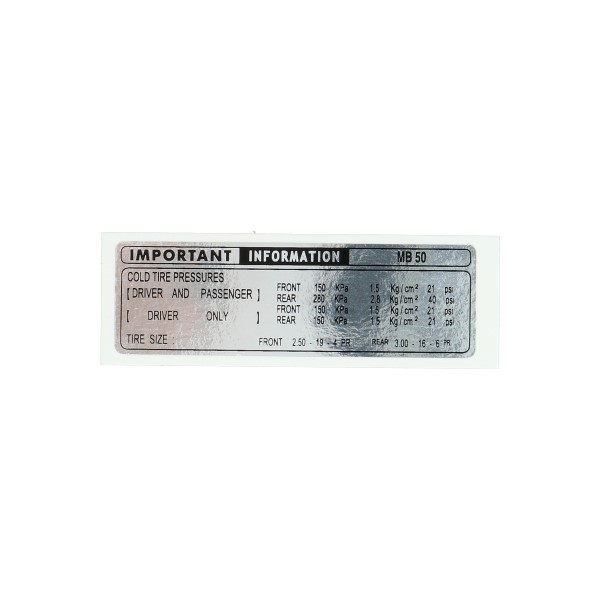 IMPORTANT INFORMATION MB 50
COLD TIRE PRESSURES
[ DRIVER AND PASSENGER ] FRONT 150 KPa 1.5 Kg/cm² 21 psi
REAR 280 KPa 2.8 Kg/cm² 40 psi
[ DRIVER ONLY ] FRONT 150 KPa 1.5 Kg/cm² 21 psi
REAR 150 KPa 1.5 Kg/cm² 21 psi
TIRE SIZE : FRONT 2.50 - 19 - 4 PR REAR 3.00 - 16 - 6 PR